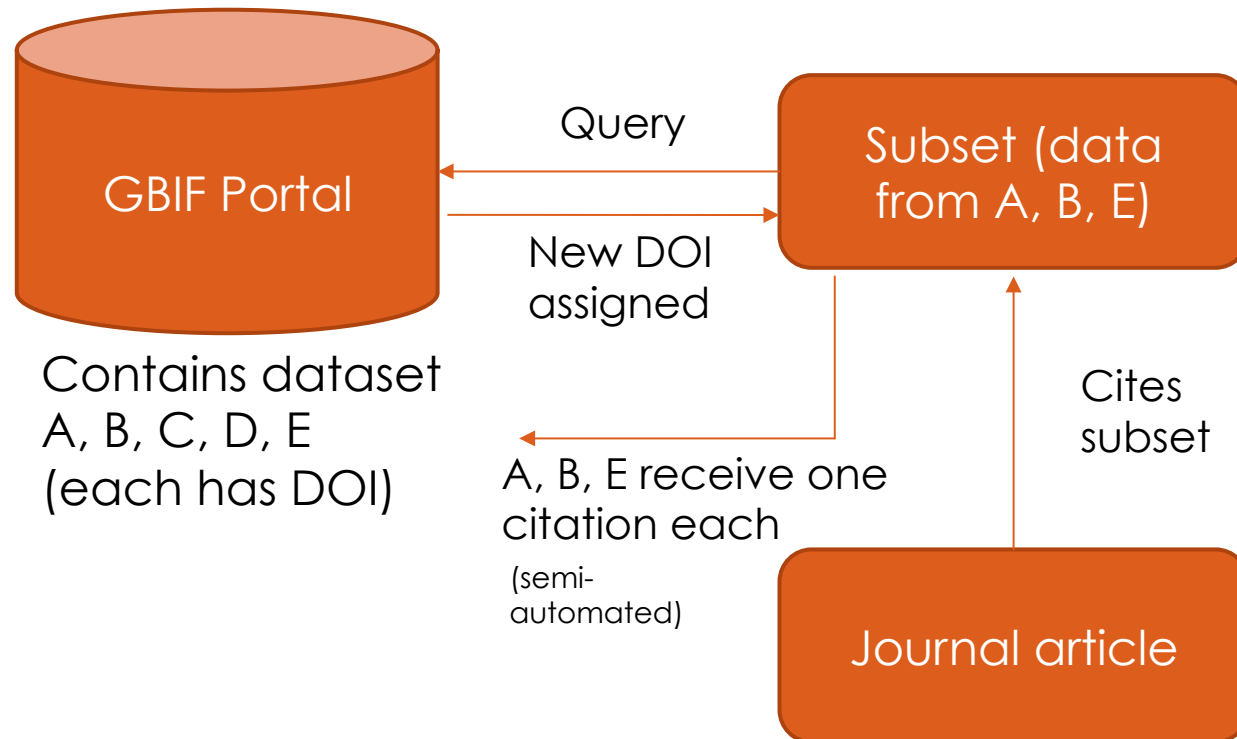 GBIF Portal
Query
Subset (data
from A, B, E)
New DOI
assigned
Contains dataset
A, B, C, D, E
(each has DOI)
Cites
subset
A, B, E receive one
citation each
(semi-
automated)
Journal article